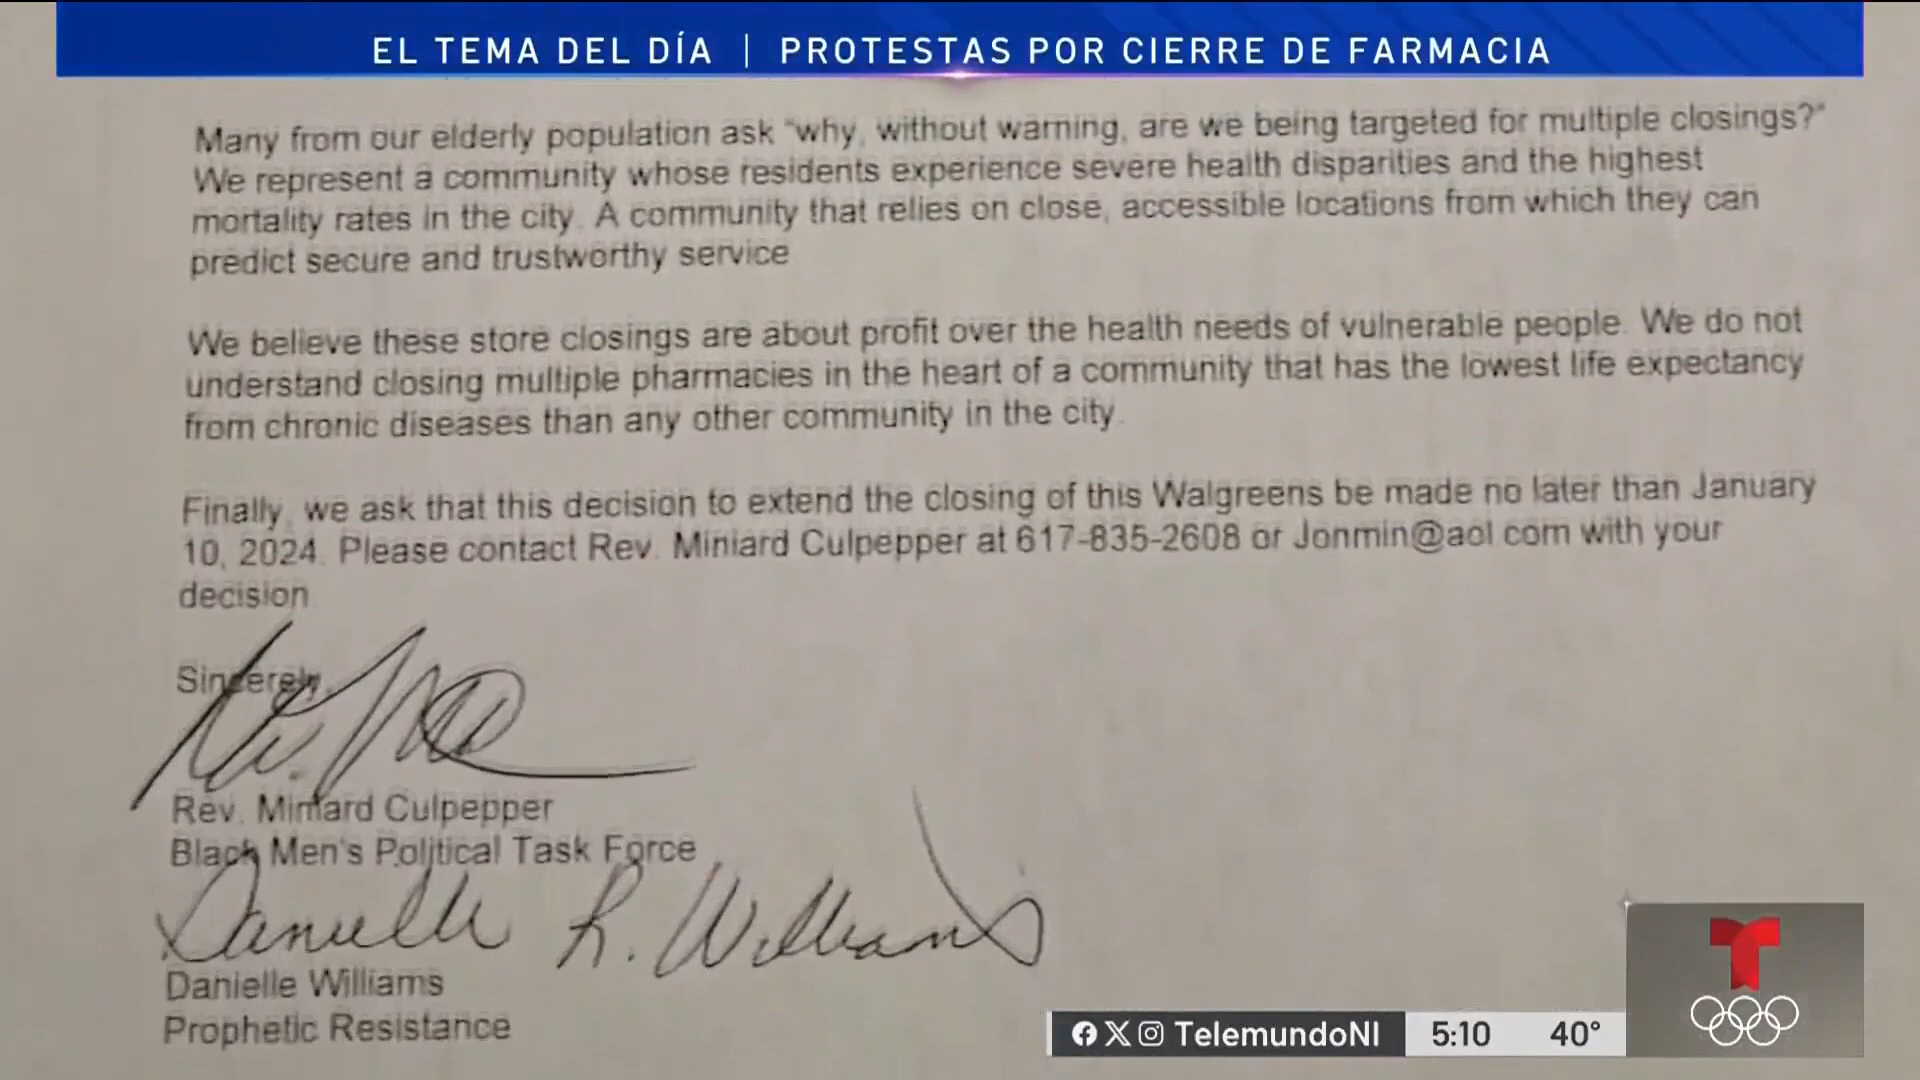 EL TEMA DEL DÍA | PROTESTAS POR CIERRE DE FARMACIA
Many from our elderly population ask "why, without warning, are we being targeted for multiple closings?"
We represent a community whose residents experience severe health disparities and the highest
mortality rates in the city. A community that relies on close, accessible locations from which they can
predict secure and trustworthy service
We believe these store closings are about profit over the health needs of vulnerable people. We do not
understand closing multiple pharmacies in the heart of a community that has the lowest life expectancy
from chronic diseases than any other community in the city.
Finally, we ask that this decision to extend the closing of this Walgreens be made no later than January
10, 2024. Please contact Rev. Miniard Culpepper at 617-835-2608 or Jonmin@aol.com with your
decision
Sincerely,
Rev. Miniard Culpepper
Black Men's Political Task Force
Danielle R. Williams
Danielle Williams
Prophetic Resistance
TelemundoNI 5:10 40°